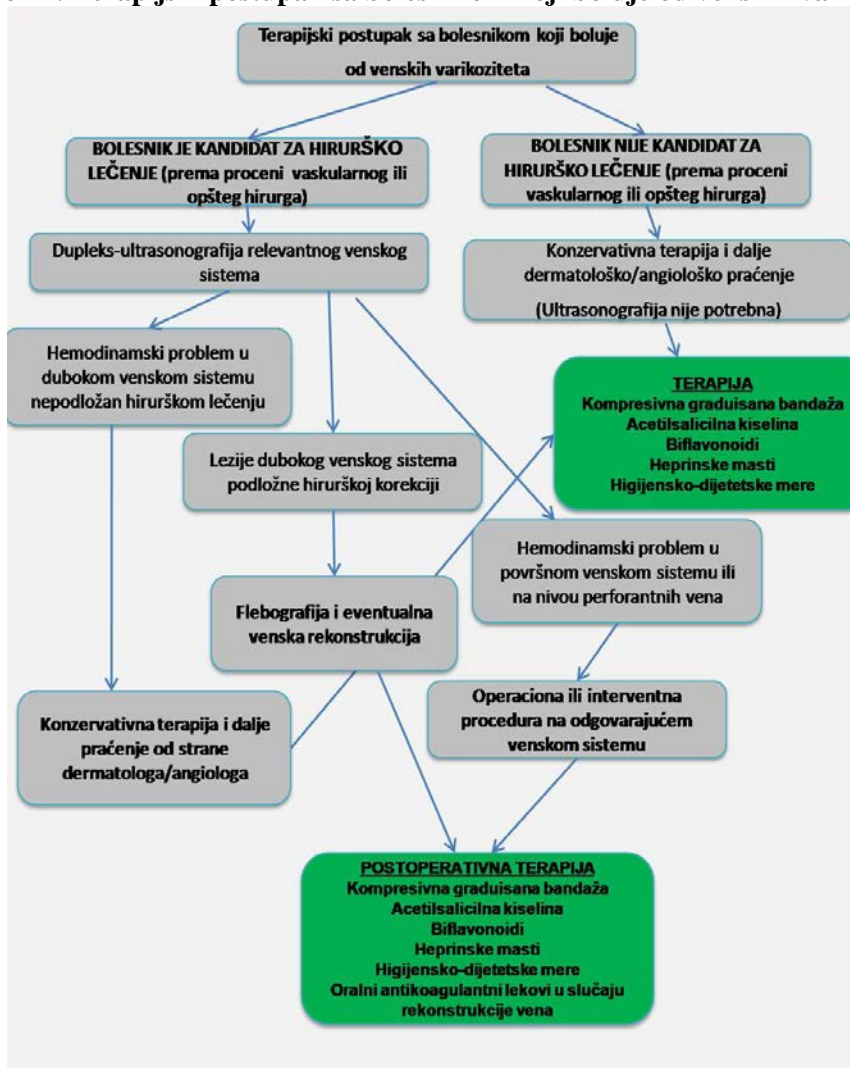 Terapijski postupak sa bolesnikom koji boluje
od venskih varikoziteta
BOLESNIK JE KANDIDAT ZA HIRURŠKO
LEČENJE (prema proceni vaskularnog ili
opšteg hirurga)
BOLESNIK NIJE KANDIDAT ZA
HIRURŠKO LEČENJE (prema proceni
vaskularnog ili opšteg hirurga)
Dupleks-ultrasonografija relevantnog venskog
sistema
Konzervativna terapija i dalje
dermatološko/angiološko praćenje
(Ultrasonografija nije potrebna)
Hemodinamski problem u
dubokom venskom sistemu
nepodložan hirurškom lečenju
TERAPIJA
Kompresivna graduisana bandaža
Acetilsalicilna kiselina
Biflavonoidi
Heprinske masti
Higijensko-dijetetske mere
Lezije dubokog venskog sistema
podložne hirurškoj korekciji
Hemodinamski problem u
površnom venskom sistemu ili
na nivou perforantnih vena
Flebografija i eventualna
venska rekonstrukcija
Konzervativna terapija i dalje
praćenje od strane
dermatologa/angiologa
Operaciona ili interventna
procedura na odgovarajućem
venskom sistemu
POSTOPERATIVNA TERAPIJA
Kompresivna graduisana bandaža
Acetilsalicilna kiselina
Biflavonoidi
Heprinske masti
Higijensko-dijetetske mere
Oralni antikoagulantni lekovi u slučaju
rekonstrukcije vena